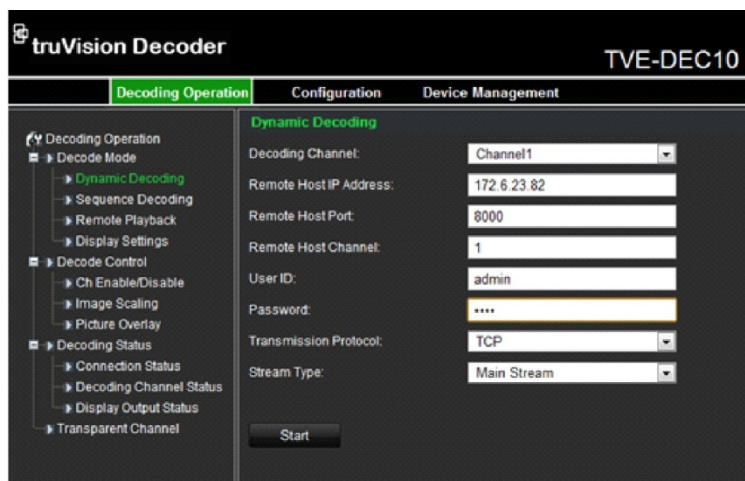 truVision Decoder
TVE-DEC10
Decoding Operation Configuration Device Management
Decoding Operation
Decode Mode
Dynamic Decoding
Sequence Decoding
Remote Playback
Display Settings
Decode Control
Ch Enable/Disable
Image Scaling
Picture Overlay
Decoding Status
Connection Status
Decoding Channel Status
Display Output Status
Transparent Channel
Dynamic Decoding
Decoding Channel: Channel1
Remote Host IP Address: 172.6.23.82
Remote Host Port: 8000
Remote Host Channel: 1
User ID: admin
Password: ••••
Transmission Protocol: TCP
Stream Type: Main Stream
Start